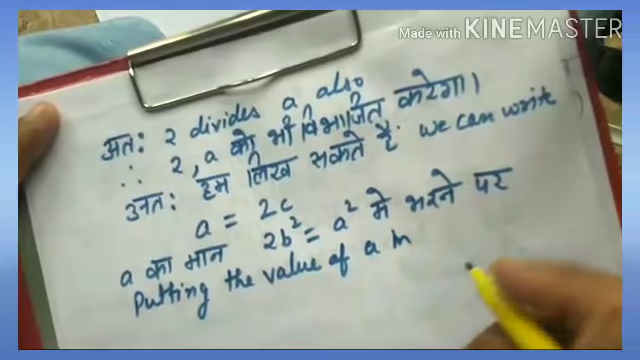 Made with KINEMASTER
अतः 2 divides a also
∴ 2, a को भी विभाजित करेगा।
अतः हम लिख सकते हैं. we can write
a = 2c
a का मान 2b² = a² मे भरने पर
Putting the value of a in